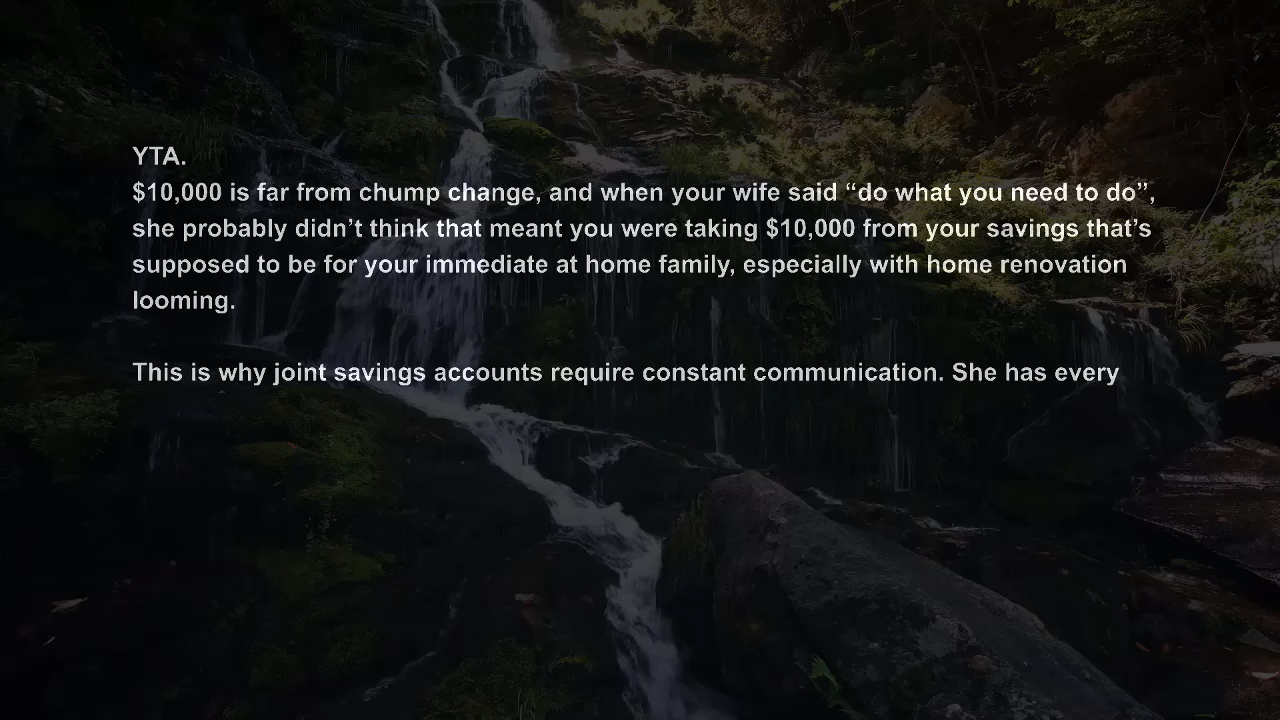 YTA.
$10,000 is far from chump change, and when your wife said “do what you need to do”,
she probably didn’t think that meant you were taking $10,000 from your savings that’s
supposed to be for your immediate at home family, especially with home renovation
looming.
This is why joint savings accounts require constant communication. She has every